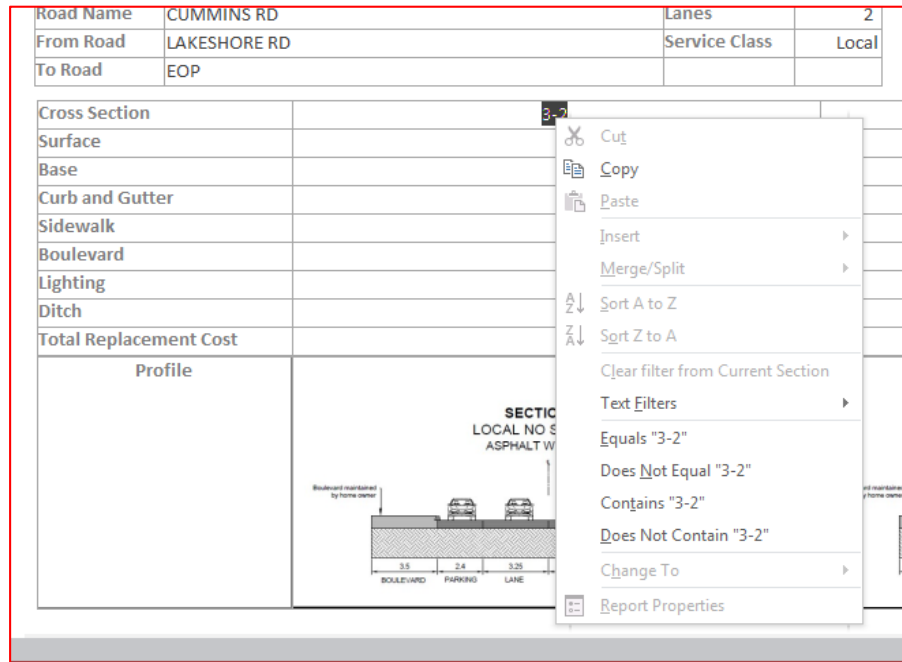 Road Name CUMMINS RD Lanes 2
From Road LAKESHORE RD Service Class Local
To Road EOP
Cross Section 3-2
Surface
Base
Curb and Gutter
Sidewalk
Boulevard
Lighting
Ditch
Total Replacement Cost
Profile
SECTIO
LOCAL NO S
ASPHALT W
Boulevard maintained
by home owner
3.5 2.4 3.25
BOULEVARD PARKING LANE
Cut
Copy
Paste
Insert
Merge/Split
Sort A to Z
Sort Z to A
Clear filter from Current Section
Text Filters
Equals "3-2"
Does Not Equal "3-2"
Contains "3-2"
Does Not Contain "3-2"
Change To
Report Properties
rd maintained
y home owner